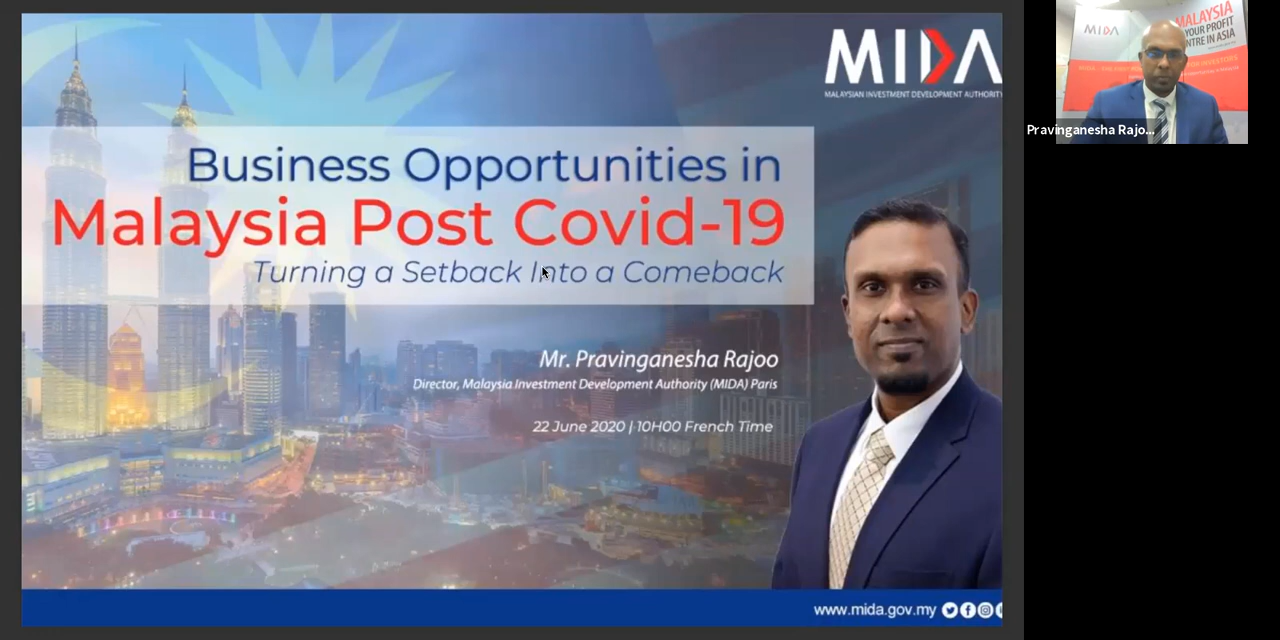 MIDA
MALAYSIAN INVESTMENT DEVELOPMENT AUTHORITY
Business Opportunities in
Malaysia Post Covid-19
Turning a Setback Into a Comeback
Mr. Pravinganesha Rajoo
Director, Malaysia Investment Development Authority (MIDA) Paris
22 June 2020 | 10H00 French Time
www.mida.gov.my
MIDA
MALAYSIA
YOUR PROFIT
CENTRE IN ASIA
Pravinganesha Rajo...